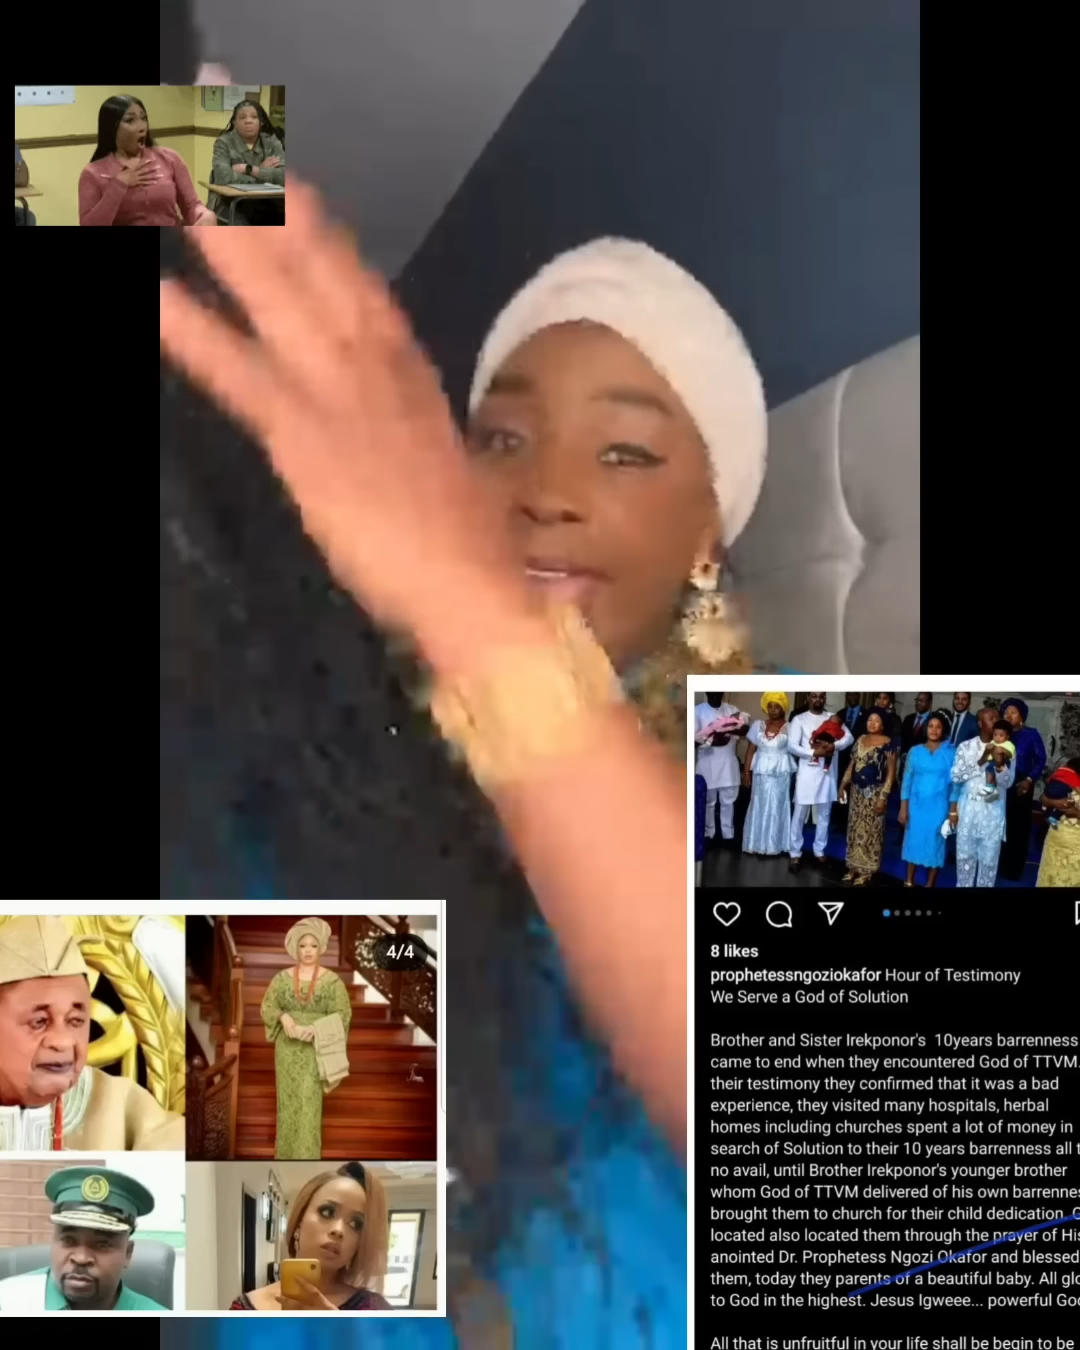 4/4
8 likes
prophetessngoziokafor Hour of Testimony
We Serve a God of Solution
Brother and Sister Irekponor's 10years barrenness
came to end when they encountered God of TTVM.
their testimony they confirmed that it was a bad
experience, they visited many hospitals, herbal
homes including churches spent a lot of money in
search of Solution to their 10 years barrenness all
no avail, until Brother Irekponor's younger brother
whom God of TTVM delivered of his own
brought them to church for their child dedication.
located also located them through the prayer of
anointed Dr. Prophetess Ngozi Okafor and blessed
them, today they parents of a beautiful baby. All
to God in the highest. Jesus Igweee... powerful
All that is unfruitful in your life shall be begin to be